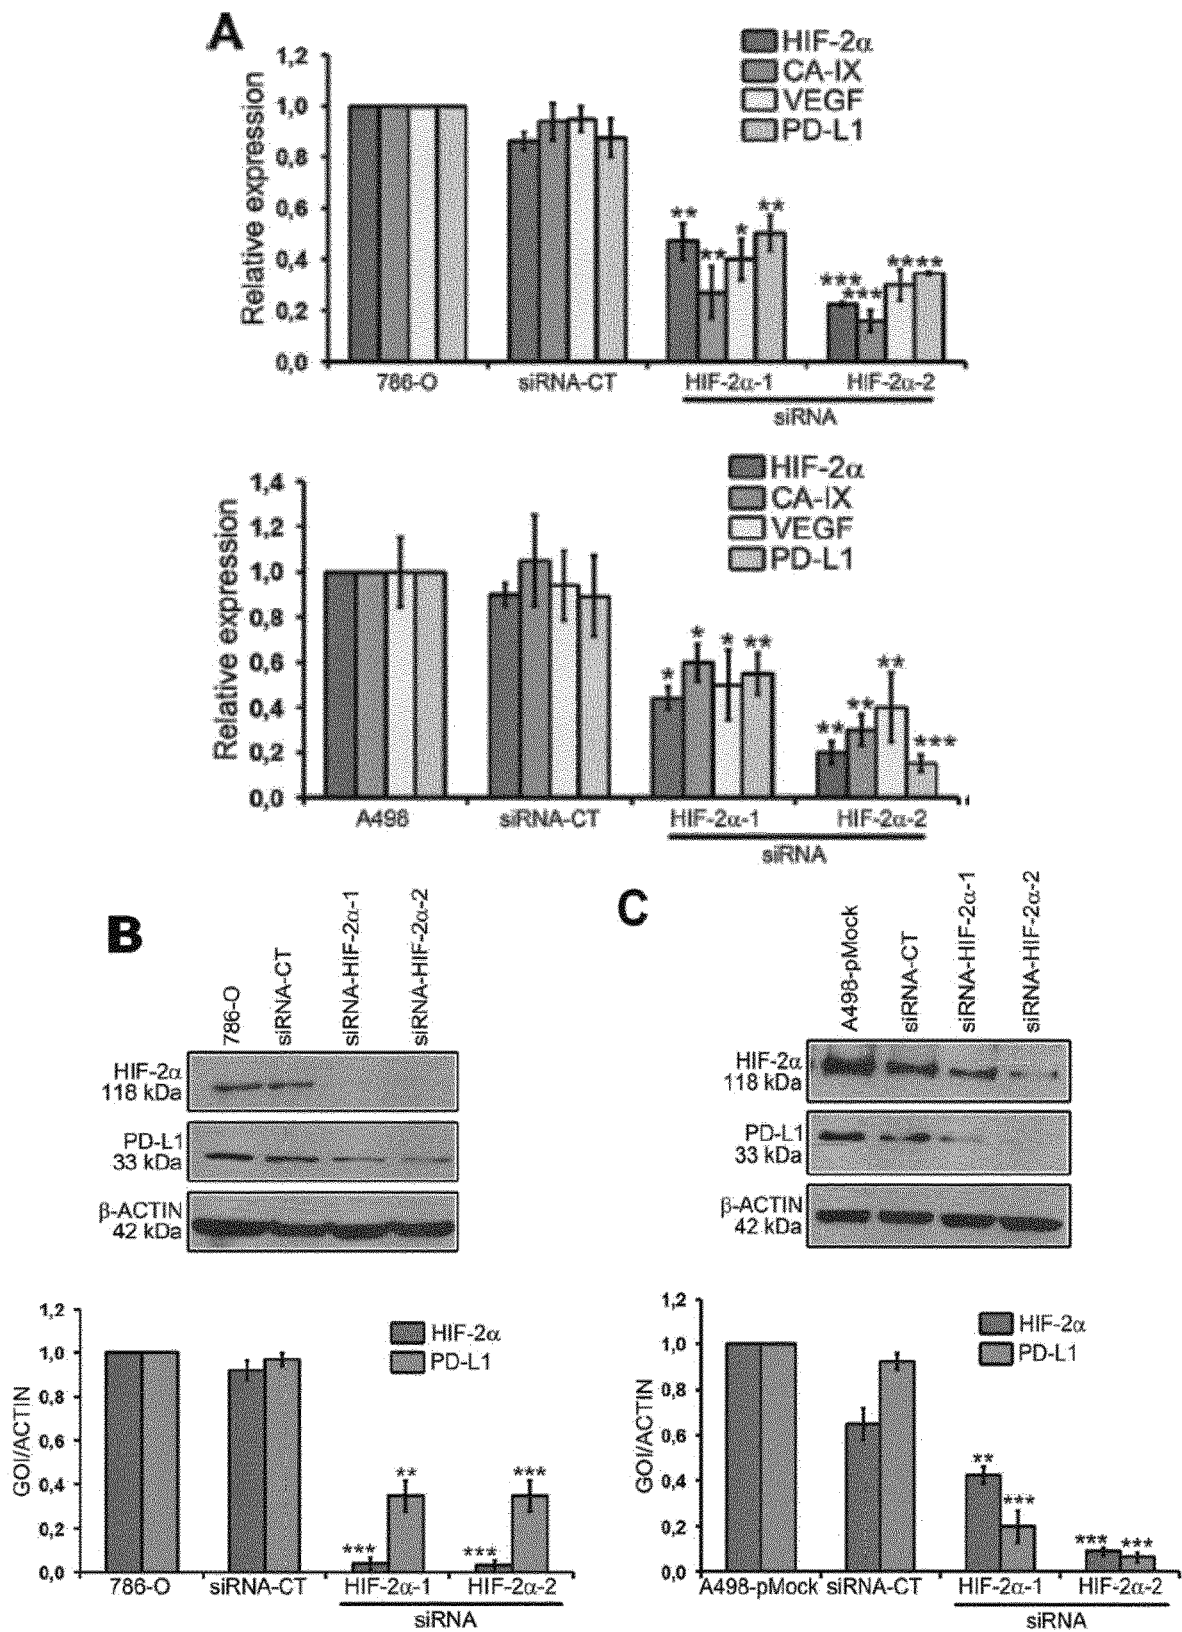 A
HIF-2α
CA-IX
VEGF
PD-L1
Relative expression
1,2
1,0
0,8
0,6
0,4
0,2
0,0
** ** * ** *** *** ** **
786-O siRNA-CT HIF-2α-1 HIF-2α-2
siRNA
HIF-2α
CA-IX
VEGF
PD-L1
Relative expression
1,4
1,2
1,0
0,8
0,6
0,4
0,2
0,0
* * * ** ** ** ** ***
A498 siRNA-CT HIF-2α-1 HIF-2α-2
siRNA
B
786-O
siRNA-CT
siRNA-HIF-2α-1
siRNA-HIF-2α-2
HIF-2α
118 kDa
PD-L1
33 kDa
β-ACTIN
42 kDa
GOI/ACTIN
1,2
1,0
0,8
0,6
0,4
0,2
0,0
HIF-2α
PD-L1
*** ** *** ***
786-O siRNA-CT HIF-2α-1 HIF-2α-2
siRNA
C
A498-pMock
siRNA-CT
siRNA-HIF-2α-1
siRNA-HIF-2α-2
HIF-2α
118 kDa
PD-L1
33 kDa
β-ACTIN
42 kDa
GOI/ACTIN
1,2
1,0
0,8
0,6
0,4
0,2
0,0
HIF-2α
PD-L1
** *** *** ***
A498-pMock siRNA-CT HIF-2α-1 HIF-2α-2
siRNA